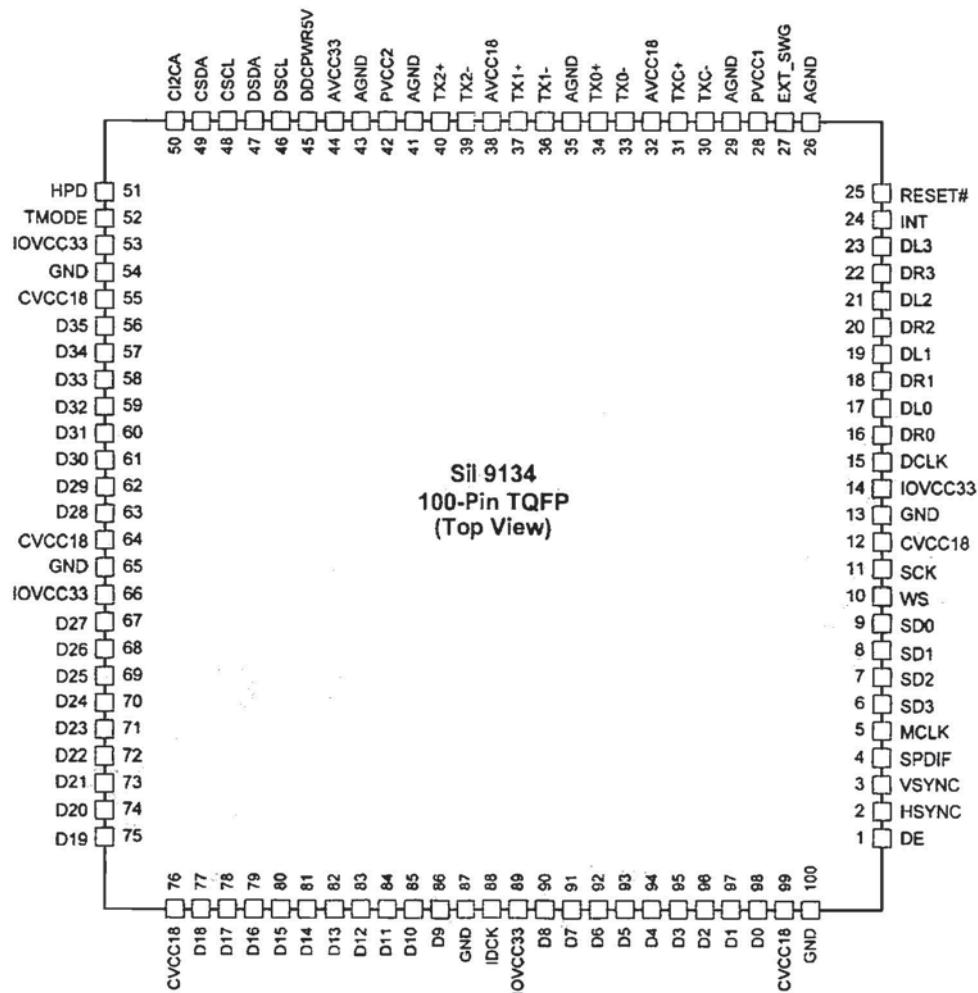 CI2CA CSDA CSCL DSDA DSCL DDCPWR5V AVCC33 AGND PVCC2 AGND TX2+ TX2- AVCC18 TX1+ TX1- AGND TX0+ TX0- AVCC18 TXC+ TXC- AGND PVCC1 EXT_SWG AGND
50 49 48 47 46 45 44 43 42 41 40 39 38 37 36 35 34 33 32 31 30 29 28 27 26
HPD 51
TMODE 52
IOVCC33 53
GND 54
CVCC18 55
D35 56
D34 57
D33 58
D32 59
D31 60
D30 61
D29 62
D28 63
CVCC18 64
GND 65
IOVCC33 66
D27 67
D26 68
D25 69
D24 70
D23 71
D22 72
D21 73
D20 74
D19 75
SiI 9134
100-Pin TQFP
(Top View)
25 RESET#
24 INT
23 DL3
22 DR3
21 DL2
20 DR2
19 DL1
18 DR1
17 DL0
16 DR0
15 DCLK
14 IOVCC33
13 GND
12 CVCC18
11 SCK
10 WS
9 SD0
8 SD1
7 SD2
6 SD3
5 MCLK
4 SPDIF
3 VSYNC
2 HSYNC
1 DE
76 77 78 79 80 81 82 83 84 85 86 87 88 89 90 91 92 93 94 95 96 97 98 99 100
CVCC18 D18 D17 D16 D15 D14 D13 D12 D11 D10 D9 GND IDCK IOVCC33 D8 D7 D6 D5 D4 D3 D2 D1 D0 CVCC18 GND